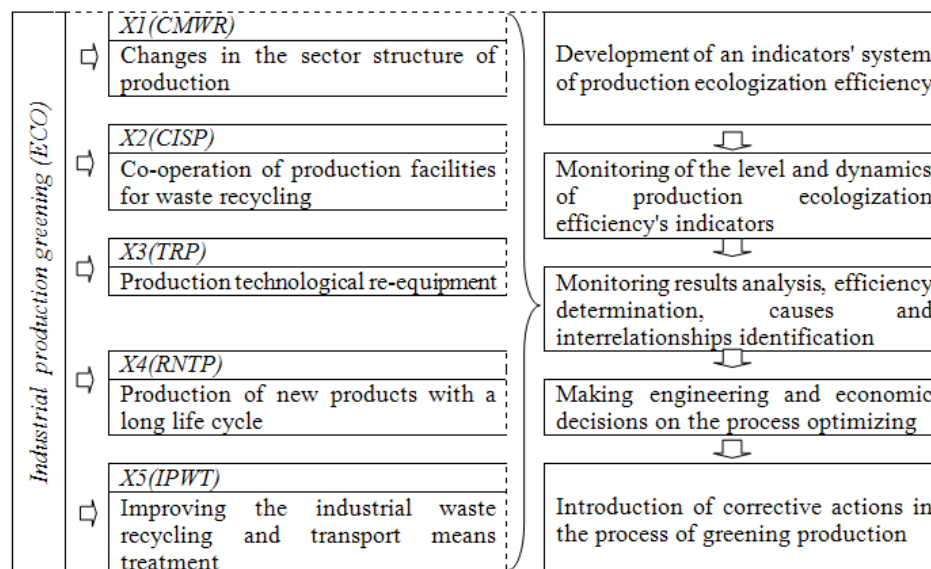 Industrial production greening (ECO)
X1(CMWR)
Changes in the sector structure of
production
X2(CISP)
Co-operation of production facilities
for waste recycling
X3(TRP)
Production technological re-equipment
X4(RNTP)
Production of new products with a
long life cycle
X5(IPWT)
Improving the industrial waste
recycling and transport means
treatment
Development of an indicators' system
of production ecologization efficiency
Monitoring of the level and dynamics
of production ecologization
efficiency's indicators
Monitoring results analysis, efficiency
determination, causes and
interrelationships identification
Making engineering and economic
decisions on the process optimizing
Introduction of corrective actions in
the process of greening production